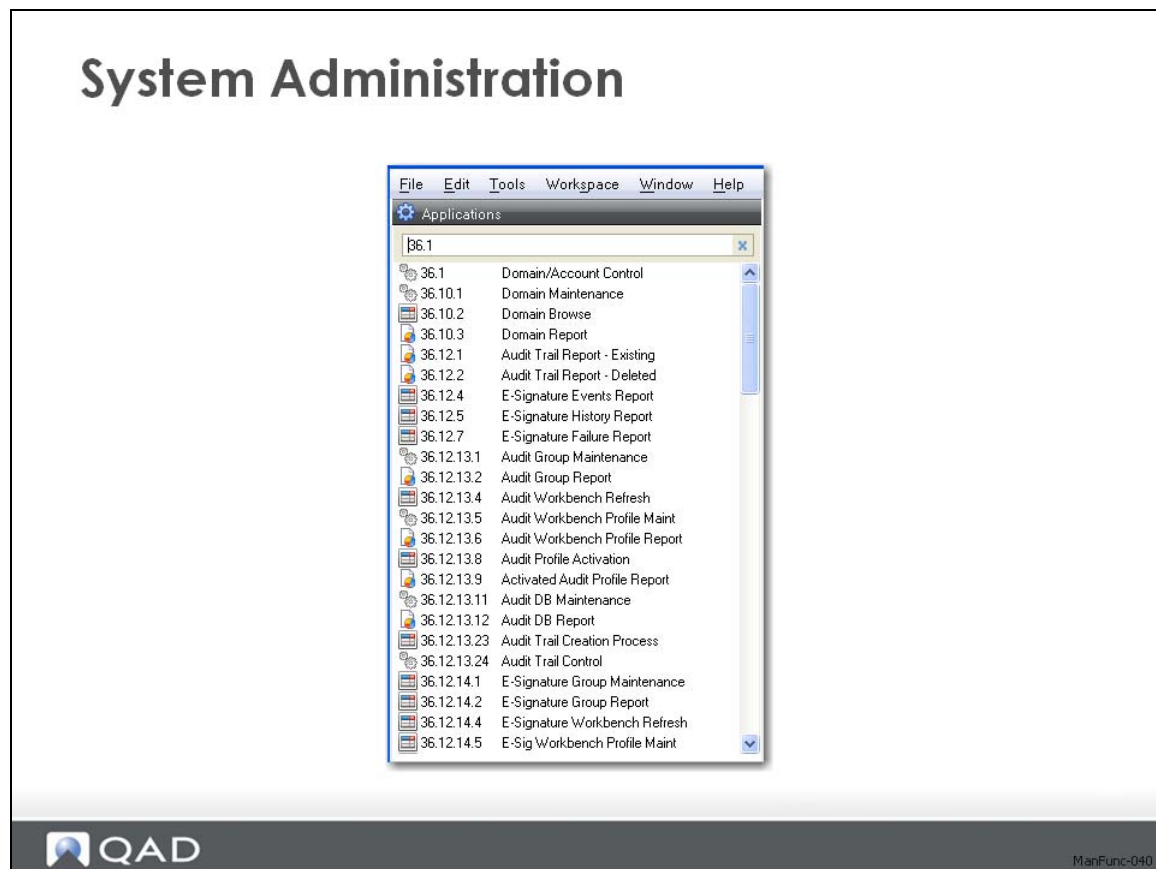 System Administration
File Edit Tools Workspace Window Help
Applications
36.1
36.1 Domain/Account Control
36.10.1 Domain Maintenance
36.10.2 Domain Browse
36.10.3 Domain Report
36.12.1 Audit Trail Report - Existing
36.12.2 Audit Trail Report - Deleted
36.12.4 E-Signature Events Report
36.12.5 E-Signature History Report
36.12.7 E-Signature Failure Report
36.12.13.1 Audit Group Maintenance
36.12.13.2 Audit Group Report
36.12.13.4 Audit Workbench Refresh
36.12.13.5 Audit Workbench Profile Maint
36.12.13.6 Audit Workbench Profile Report
36.12.13.8 Audit Profile Activation
36.12.13.9 Activated Audit Profile Report
36.12.13.11 Audit DB Maintenance
36.12.13.12 Audit DB Report
36.12.13.23 Audit Trail Creation Process
36.12.13.24 Audit Trail Control
36.12.14.1 E-Signature Group Maintenance
36.12.14.2 E-Signature Group Report
36.12.14.4 E-Signature Workbench Refresh
36.12.14.5 E-Sig Workbench Profile Maint
QAD
ManFunc-040